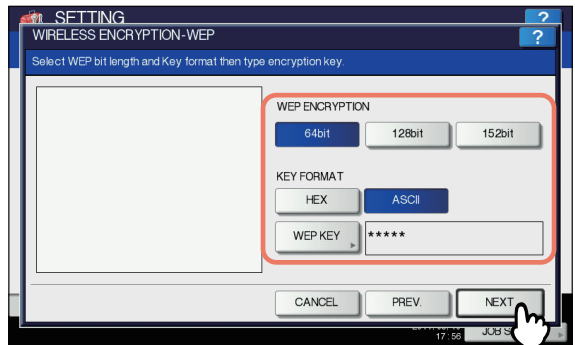 SETTING
?
WIRELESS ENCRYPTION-WEP
?
Select WEP bit length and Key format then type encryption key.
WEP ENCRYPTION
64bit 128bit 152bit
KEY FORMAT
HEX ASCII
WEP KEY *****
CANCEL PREV. NEXT
17:56 JOB S